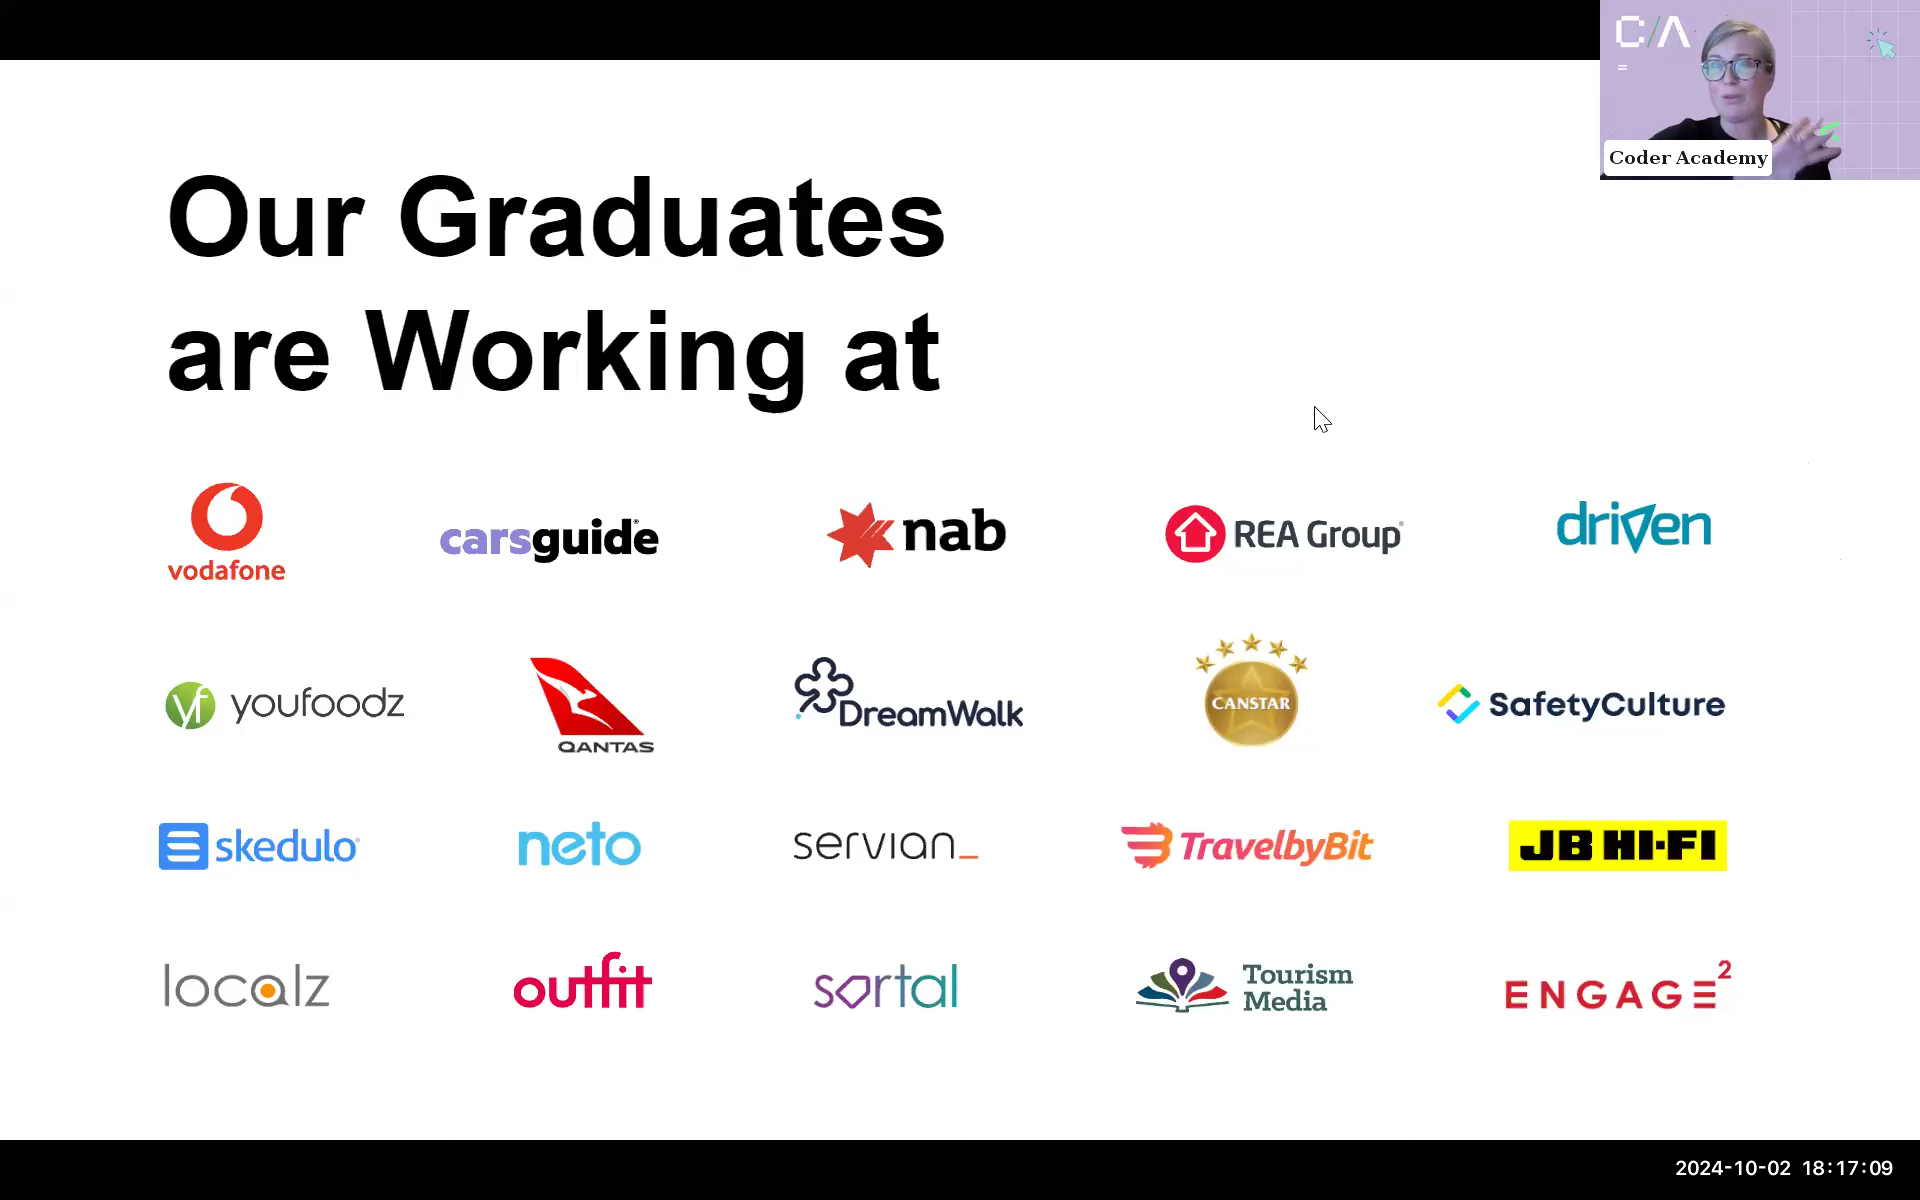 C/A
Coder Academy
Our Graduates
are Working at
vodafone
carsguide
nab
REA Group
driven
yf youfoodz
QANTAS
DreamWalk
CANSTAR
SafetyCulture
skedulo
neto
servian_
TravelbyBit
JB HI-FI
localz
outfit
sortal
Tourism
Media
ENGAGE2
2024-10-02 18:17:09